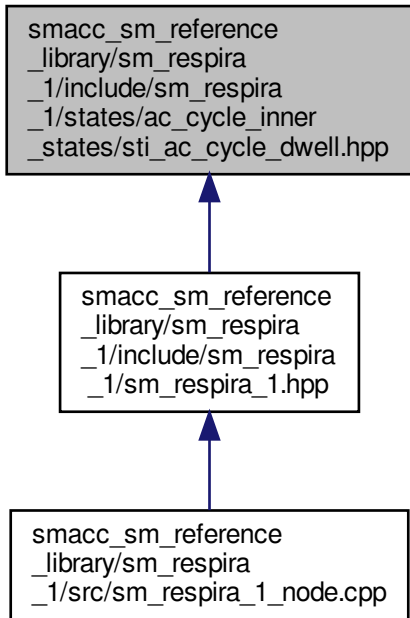 smacc_sm_reference
_library/sm_respira
_1/include/sm_respira
_1/states/ac_cycle_inner
_states/sti_ac_cycle_dwell.hpp
smacc_sm_reference
_library/sm_respira
_1/include/sm_respira
_1/sm_respira_1.hpp
smacc_sm_reference
_library/sm_respira
_1/src/sm_respira_1_node.cpp